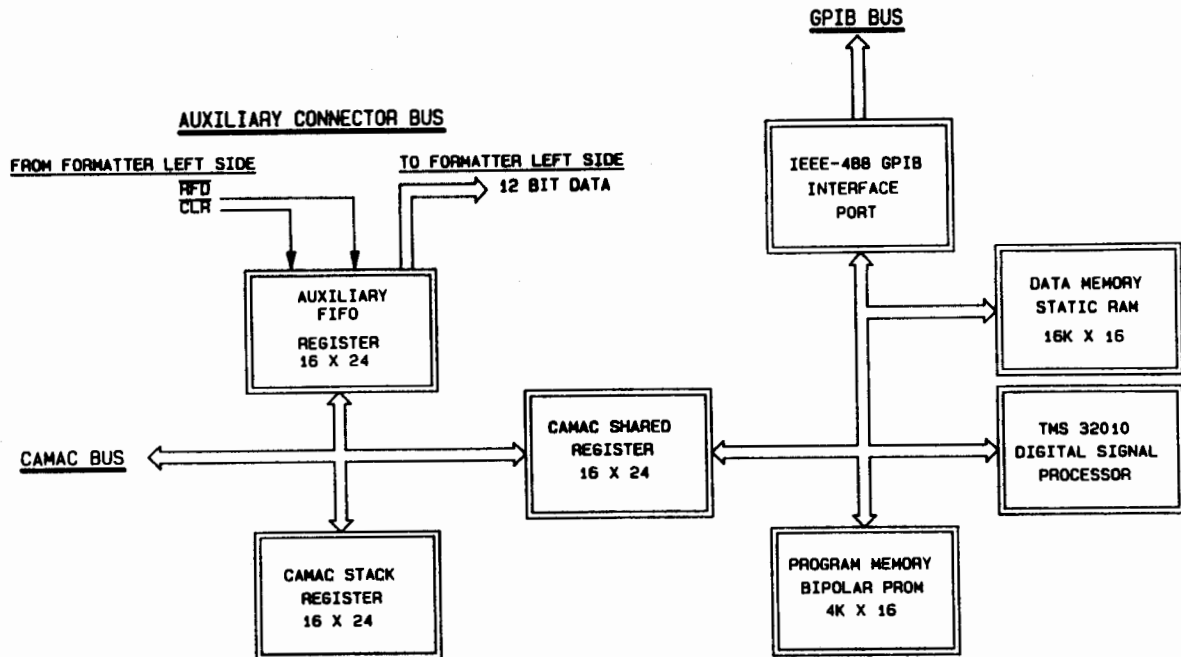 GPIB BUS
AUXILIARY CONNECTOR BUS
FROM FORMATTER LEFT SIDE
RFD
CLR
TO FORMATTER LEFT SIDE
12 BIT DATA
IEEE-488 GPIB
INTERFACE
PORT
AUXILIARY
FIFO
REGISTER
16 X 24
DATA MEMORY
STATIC RAM
16K X 16
CAMAC BUS
CAMAC SHARED
REGISTER
16 X 24
TMS 32010
DIGITAL SIGNAL
PROCESSOR
CAMAC STACK
REGISTER
16 X 24
PROGRAM MEMORY
BIPOLAR PROM
4K X 16